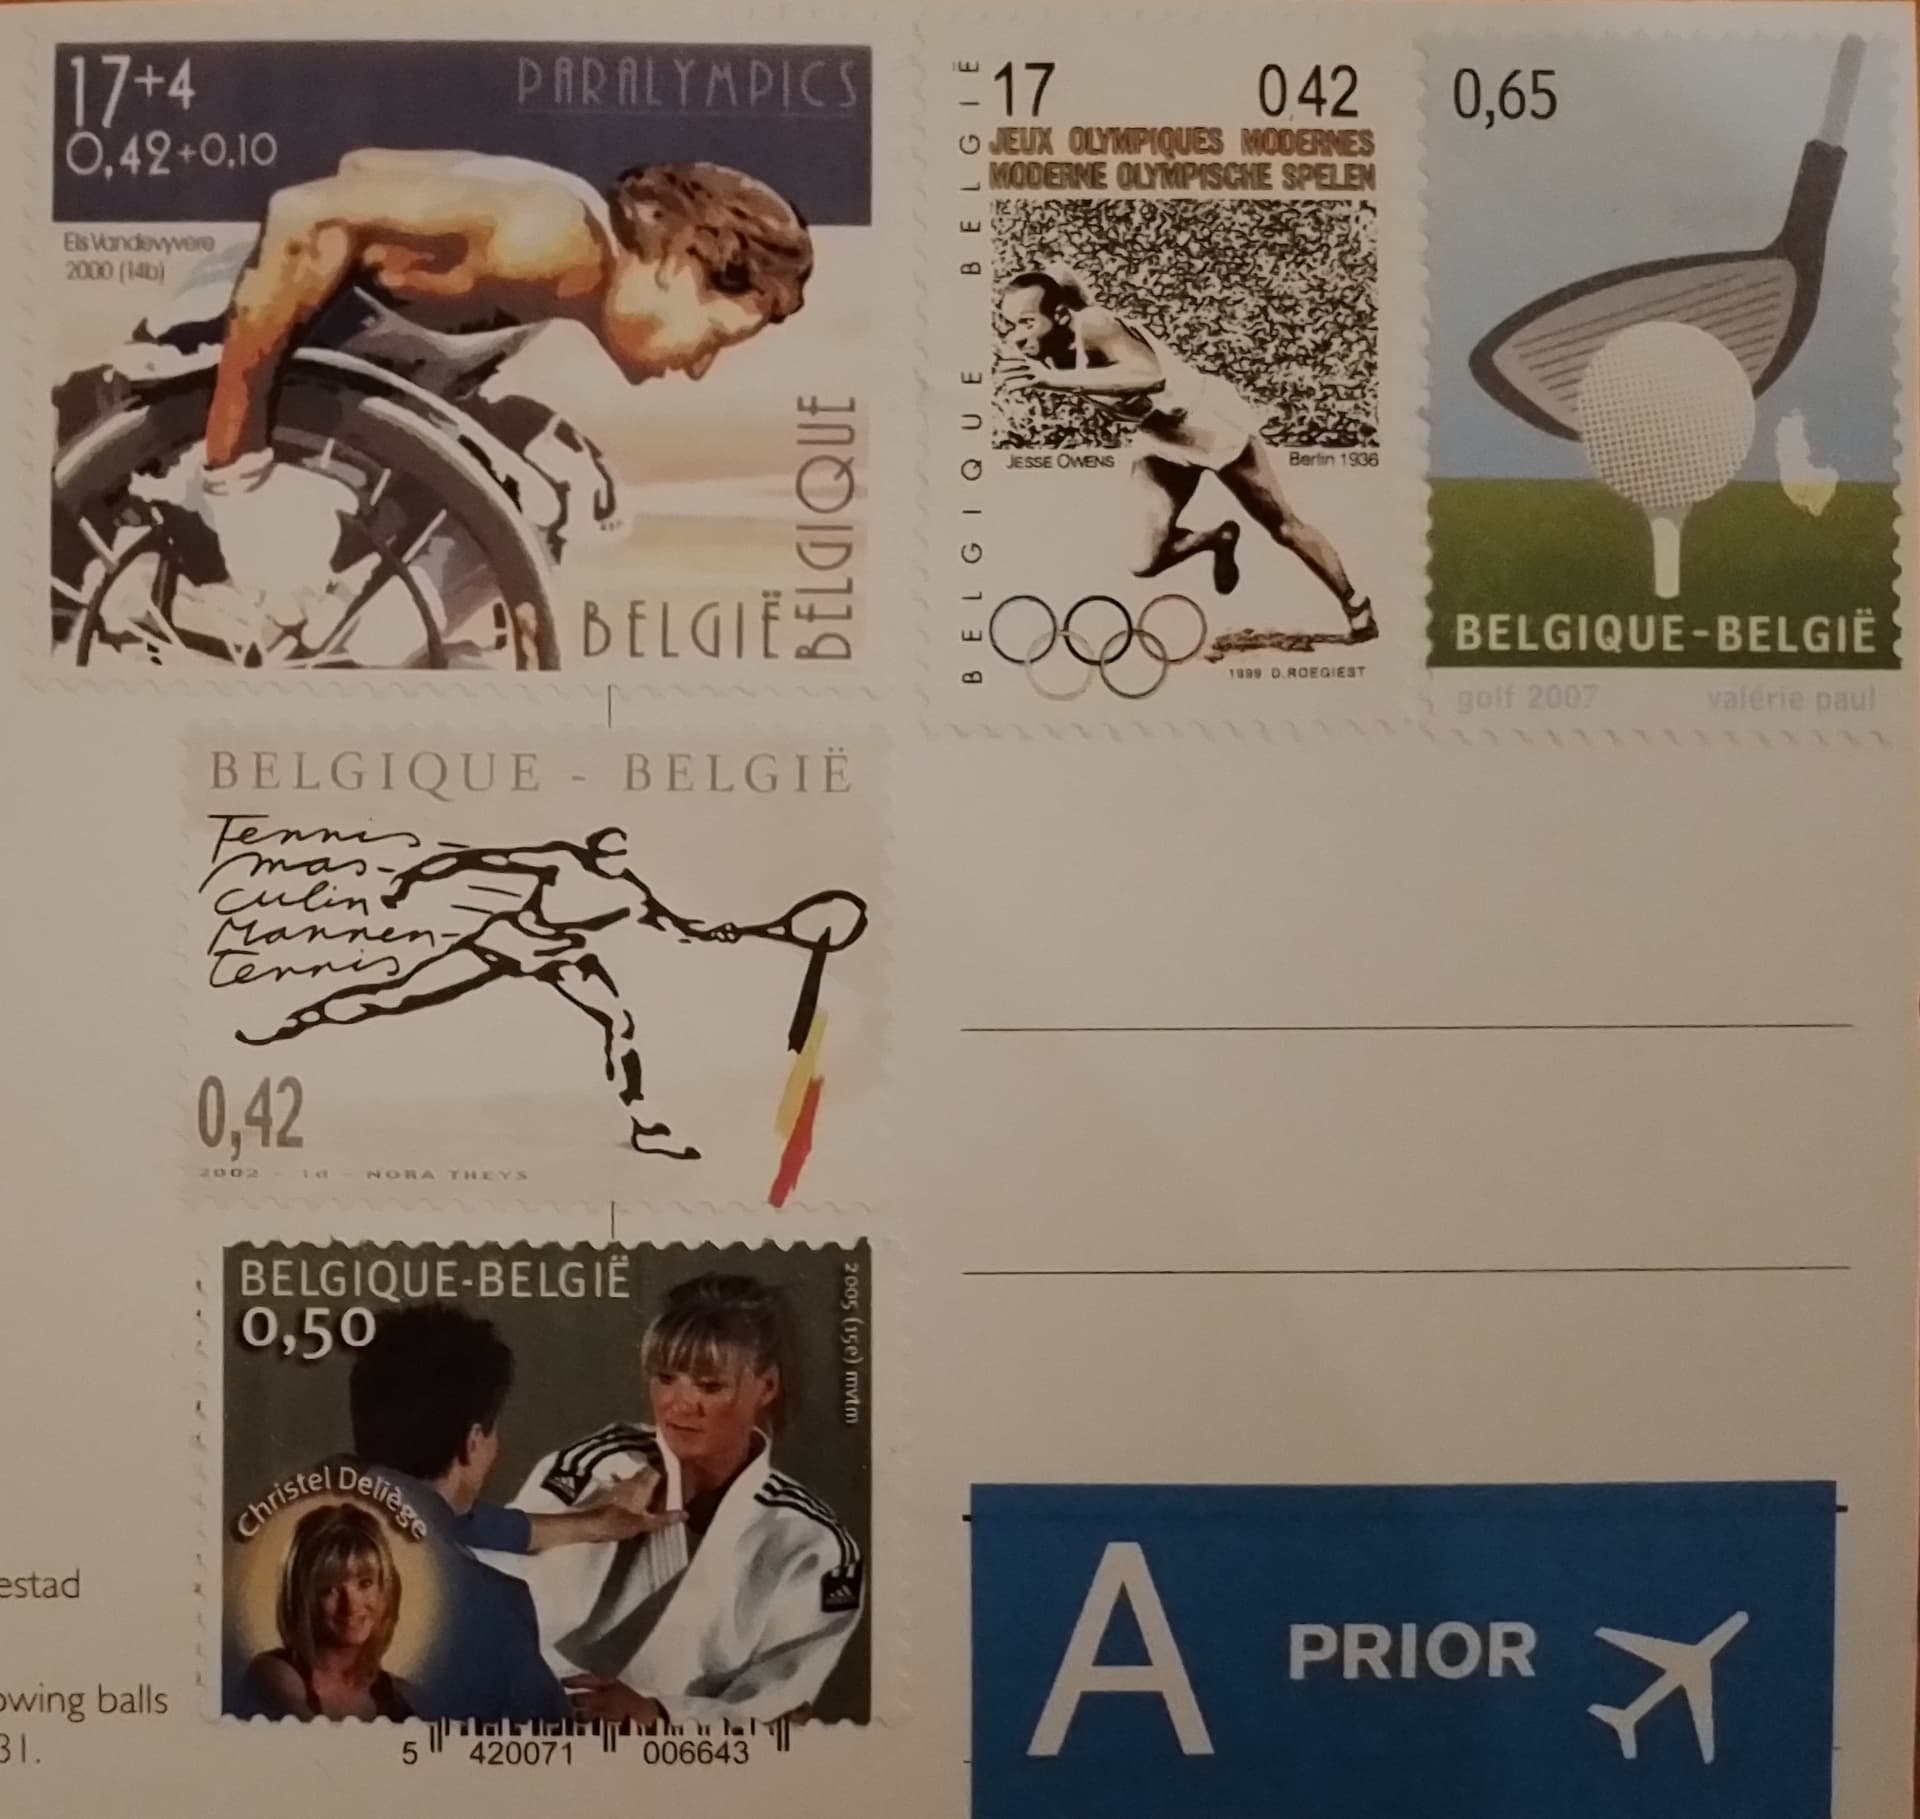 17+4
0,42+0,10
PARALYMPICS
Els Vandevyvere
2000 (14b)
BELGIË
BELGIQUE
BELGIQUE BELGIË
17 0,42
JEUX OLYMPIQUES MODERNES
MODERNE OLYMPISCHE SPELEN
JESSE OWENS Berlin 1936
1999 D.ROEGIEST
0,65
BELGIQUE-BELGIË
golf 2007 valérie paul
BELGIQUE - BELGIË
Tennis
mas-
culin
Mannen-
tennis
0,42
2002 - 1d - NORA THEYS
BELGIQUE-BELGIË
0,50
2005 (15e) mvtm
Christel Deliège
5 420071 006643
estad
owing balls
31.
A PRIOR